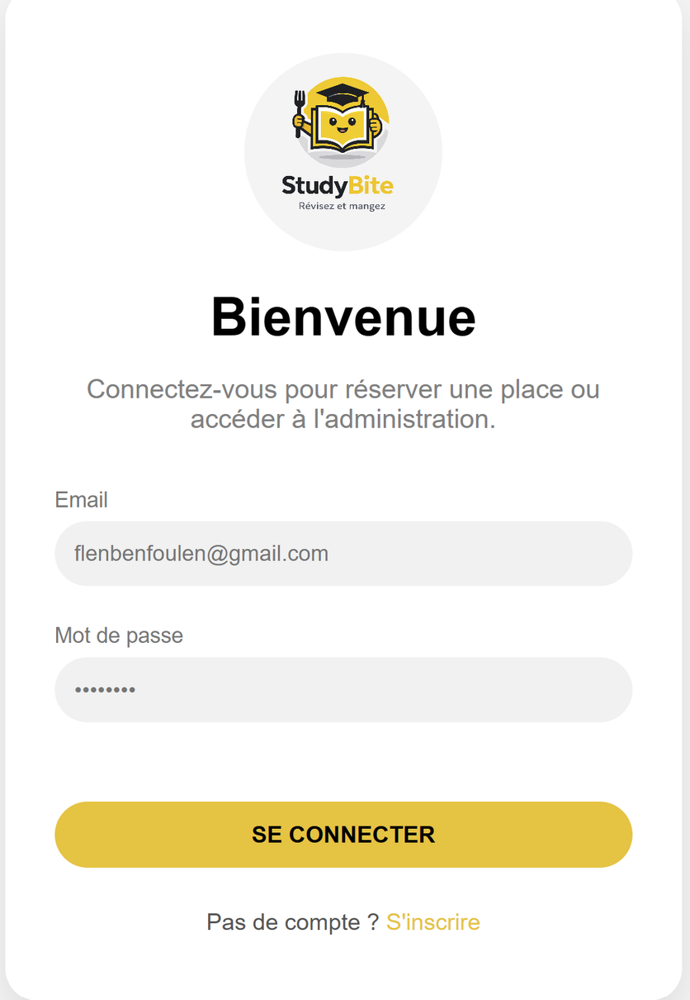 StudyBite
Révisez et mangez
Bienvenue
Connectez-vous pour réserver une place ou
accéder à l'administration.
Email
flenbenfoulen@gmail.com
Mot de passe
••••••••
SE CONNECTER
Pas de compte ? S'inscrire